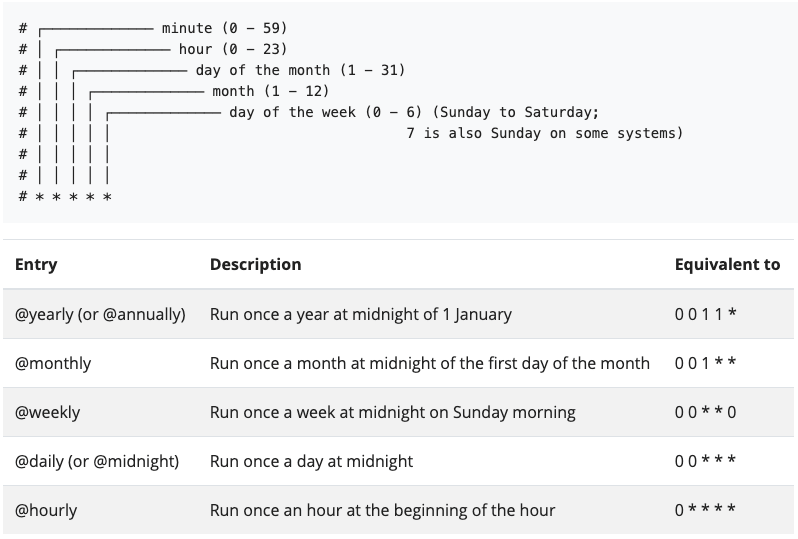 # ┌───────────── minute (0 - 59)
# │ ┌───────────── hour (0 - 23)
# │ │ ┌───────────── day of the month (1 - 31)
# │ │ │ ┌───────────── month (1 - 12)
# │ │ │ │ ┌───────────── day of the week (0 - 6) (Sunday to Saturday;
# │ │ │ │ │                                   7 is also Sunday on some systems)
# │ │ │ │ │
# │ │ │ │ │
# * * * * *
Entry Description Equivalent to
@yearly (or @annually) Run once a year at midnight of 1 January 0 0 1 1 *
@monthly Run once a month at midnight of the first day of the month 0 0 1 * *
@weekly Run once a week at midnight on Sunday morning 0 0 * * 0
@daily (or @midnight) Run once a day at midnight 0 0 * * *
@hourly Run once an hour at the beginning of the hour 0 * * * *